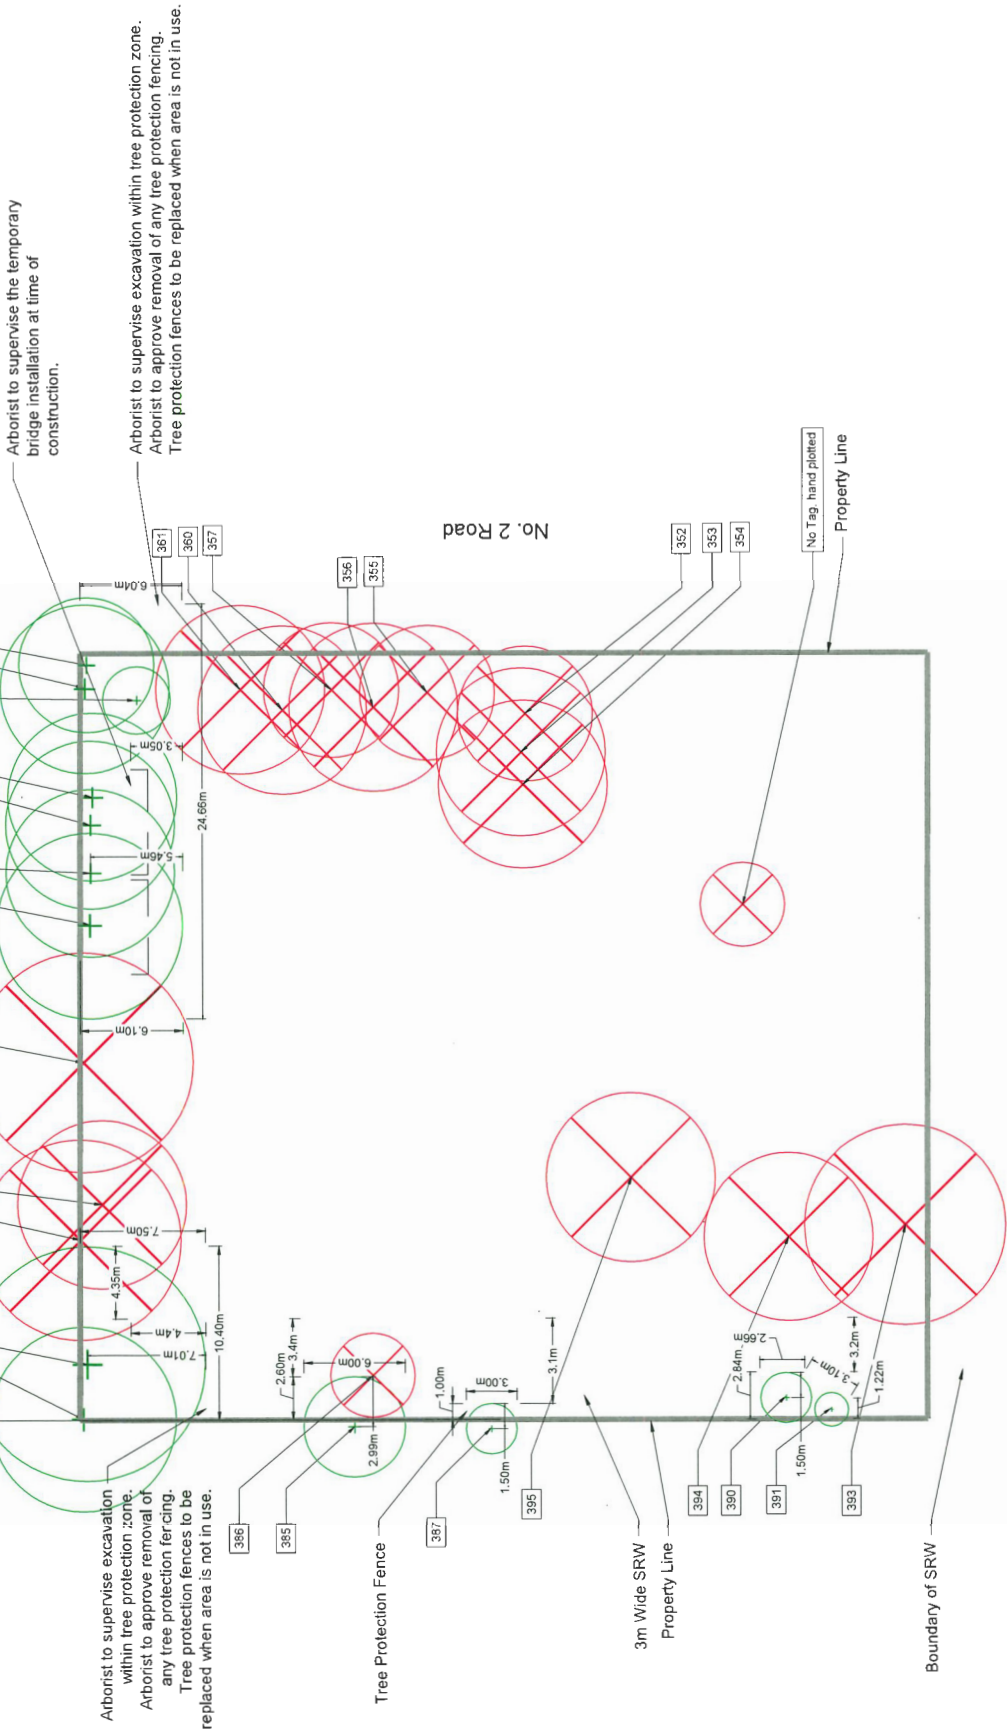 Arborist to supervise the temporary
bridge installation at time of
construction.
Arborist to supervise excavation within tree protection zone.
Arborist to approve removal of any tree protection fencing.
Tree protection fences to be replaced when area is not in use.
6.04m
361
360
357
356
355
No. 2 Road
352
353
354
No Tag, hand plotted
Property Line
3.05m
24.66m
5.46m
6.10m
7.50m
4.35m
4.4m
7.01m
10.40m
2.60m
3.4m
6.00m
2.99m
1.00m
3.00m
1.50m
3.1m
2.66m
2.84m
3.10m
3.2m
1.22m
1.50m
Arborist to supervise excavation
within tree protection zone.
Arborist to approve removal of
any tree protection fencing.
Tree protection fences to be
replaced when area is not in use.
386
385
Tree Protection Fence
387
395
3m Wide SRW
Property Line
394
390
391
393
Boundary of SRW